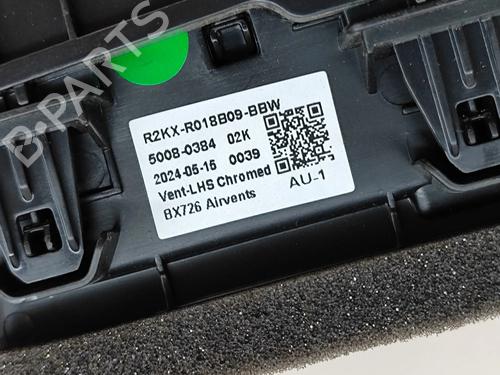 B-PARTS
R2KX-R018B09-BBW
5008-0384 02K
2024-05-15 0039
Vent-LHS Chromed
BX726 Airvents
AU-1